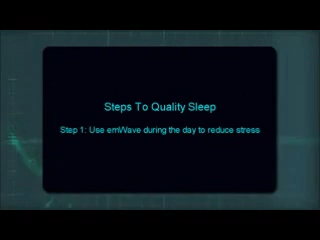 Steps To Quality Sleep
Step 1: Use emWave during the day to reduce stress